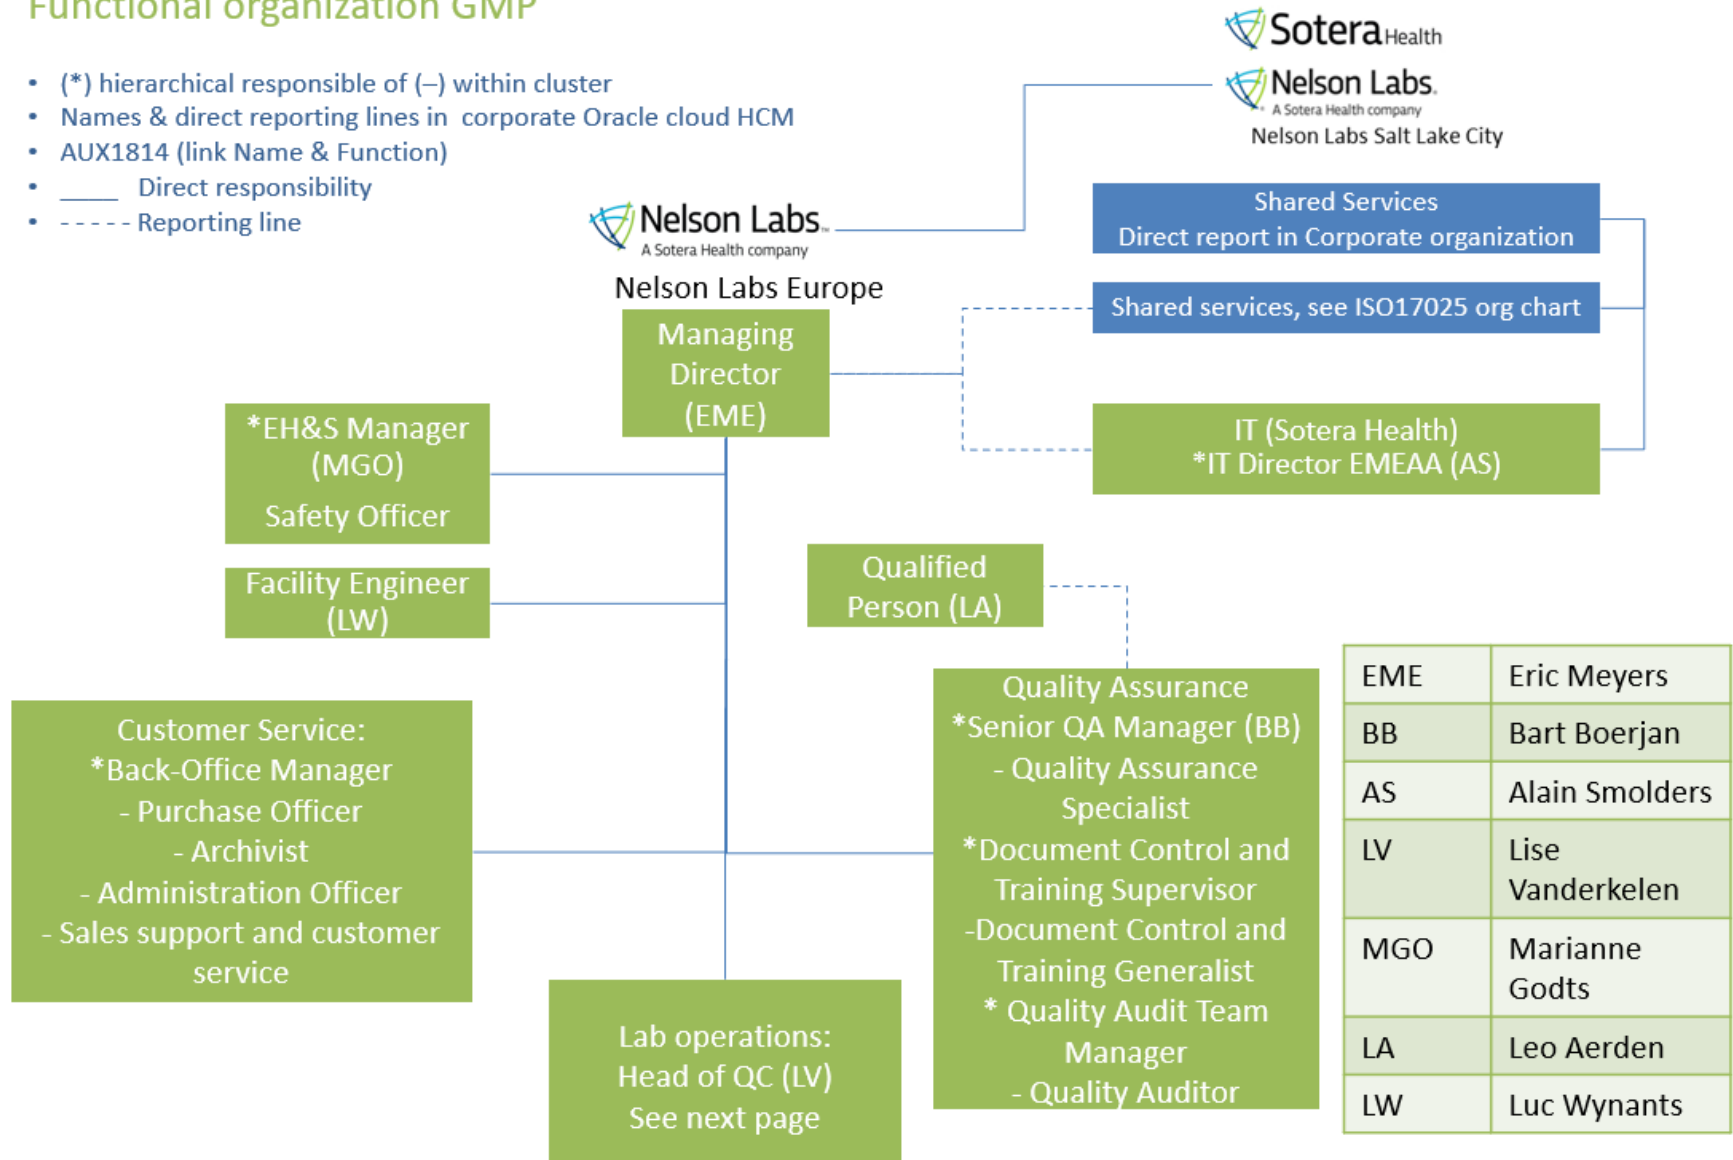 Functional organization GMP
• (*) hierarchical responsible of (–) within cluster
• Names & direct reporting lines in corporate Oracle cloud HCM
• AUX1814 (link Name & Function)
• ____ Direct responsibility
• - - - - - Reporting line
Sotera Health
Nelson Labs.
A Sotera Health company
Nelson Labs Salt Lake City
Nelson Labs™
A Sotera Health company
Nelson Labs Europe
Shared Services
Direct report in Corporate organization
Shared services, see ISO17025 org chart
Managing
Director
(EME)
IT (Sotera Health)
*IT Director EMEAA (AS)
*EH&S Manager
(MGO)
Safety Officer
Facility Engineer
(LW)
Qualified
Person (LA)
Customer Service:
*Back-Office Manager
- Purchase Officer
- Archivist
- Administration Officer
- Sales support and customer
service
Quality Assurance
*Senior QA Manager (BB)
- Quality Assurance
Specialist
*Document Control and
Training Supervisor
-Document Control and
Training Generalist
* Quality Audit Team
Manager
- Quality Auditor
Lab operations:
Head of QC (LV)
See next page
EME Eric Meyers
BB Bart Boerjan
AS Alain Smolders
LV Lise
Vanderkelen
MGO Marianne
Godts
LA Leo Aerden
LW Luc Wynants